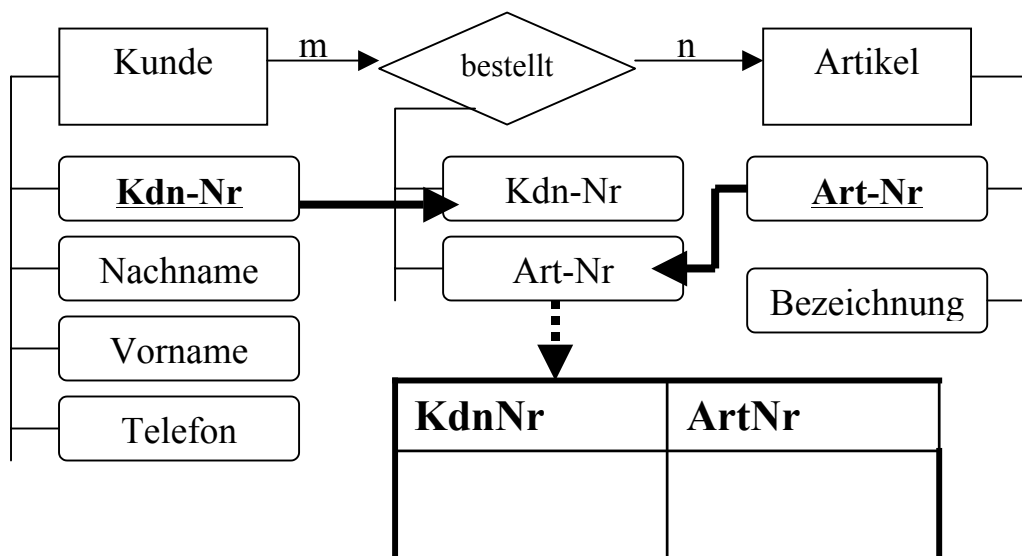 Kunde
m
bestellt
n
Artikel
Kdn-Nr
Kdn-Nr
Art-Nr
Nachname
Art-Nr
Bezeichnung
Vorname
Telefon
KdnNr
ArtNr